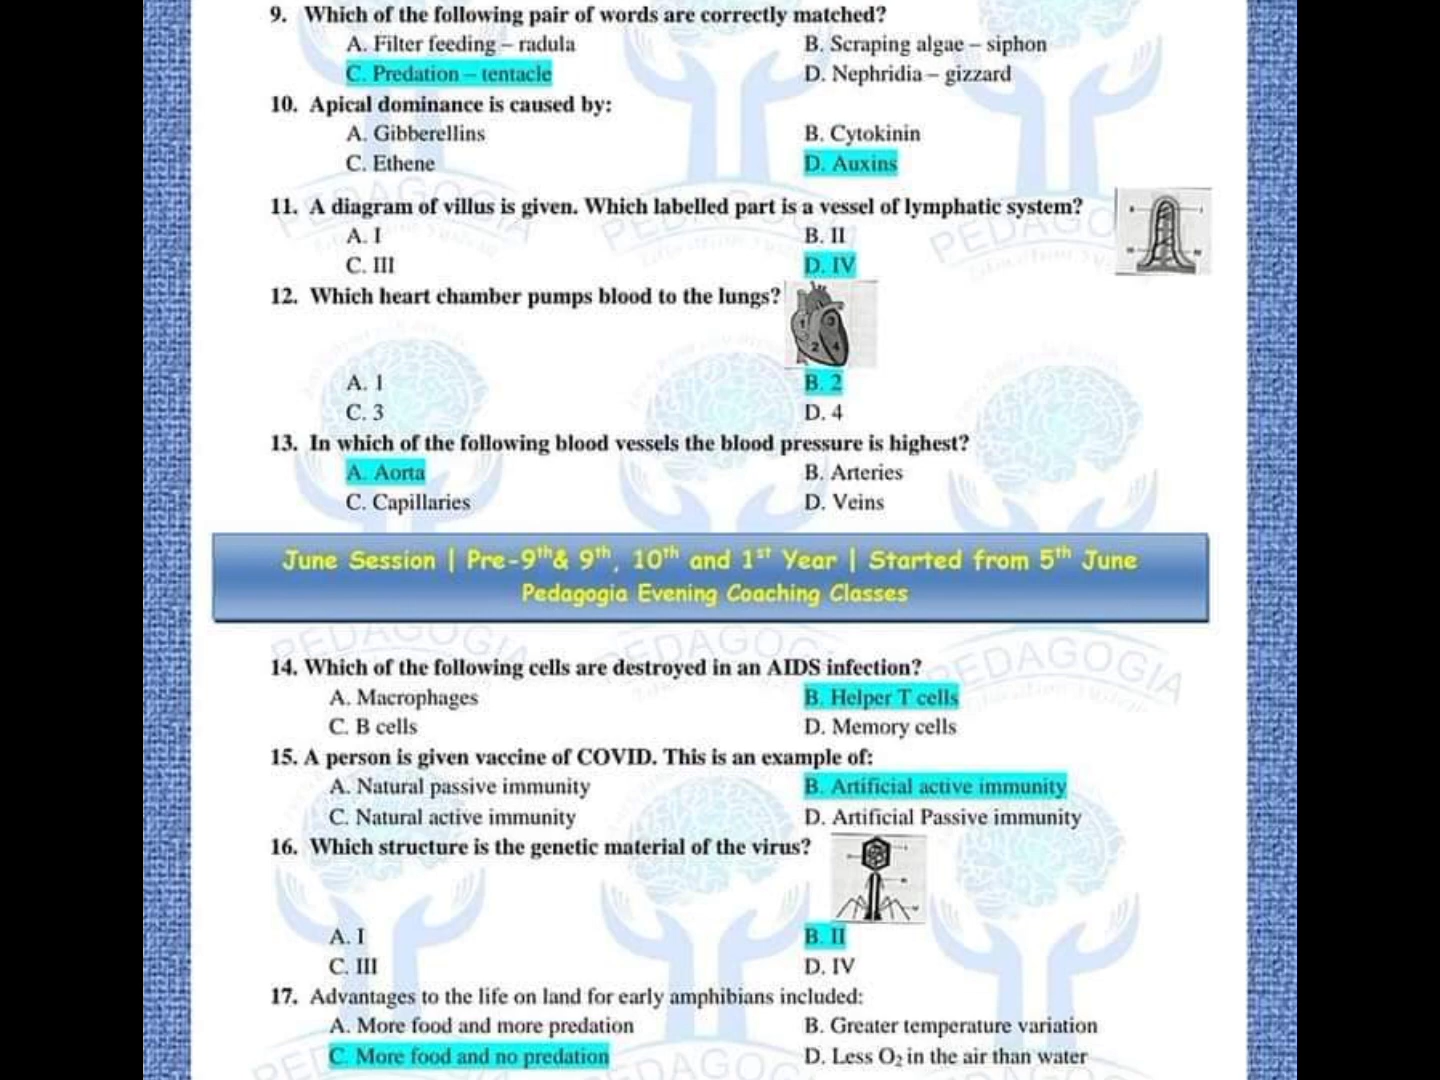 9. Which of the following pair of words are correctly matched?
A. Filter feeding – radula B. Scraping algae – siphon
C. Predation – tentacle D. Nephridia – gizzard
10. Apical dominance is caused by:
A. Gibberellins B. Cytokinin
C. Ethene D. Auxins
11. A diagram of villus is given. Which labelled part is a vessel of lymphatic system?
A. I B. II
C. III D. IV
12. Which heart chamber pumps blood to the lungs?
1 3
2 4
A. 1 B. 2
C. 3 D. 4
13. In which of the following blood vessels the blood pressure is highest?
A. Aorta B. Arteries
C. Capillaries D. Veins
June Session | Pre-9th& 9th, 10th and 1st Year | Started from 5th June
Pedagogia Evening Coaching Classes
14. Which of the following cells are destroyed in an AIDS infection?
A. Macrophages B. Helper T cells
C. B cells D. Memory cells
15. A person is given vaccine of COVID. This is an example of:
A. Natural passive immunity B. Artificial active immunity
C. Natural active immunity D. Artificial Passive immunity
16. Which structure is the genetic material of the virus?
A. I B. II
C. III D. IV
17. Advantages to the life on land for early amphibians included:
A. More food and more predation B. Greater temperature variation
C. More food and no predation D. Less O2 in the air than water
PEDAGOGIA